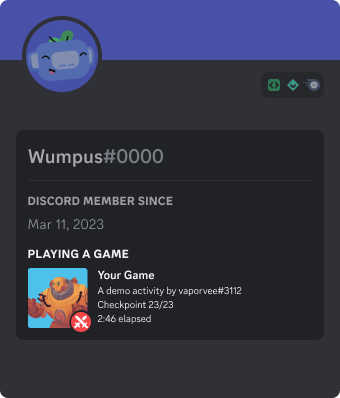 Wumpus#0000
DISCORD MEMBER SINCE
Mar 11, 2023
PLAYING A GAME
Your Game
A demo activity by vaporvee#3112
Checkpoint 23/23
2:46 elapsed